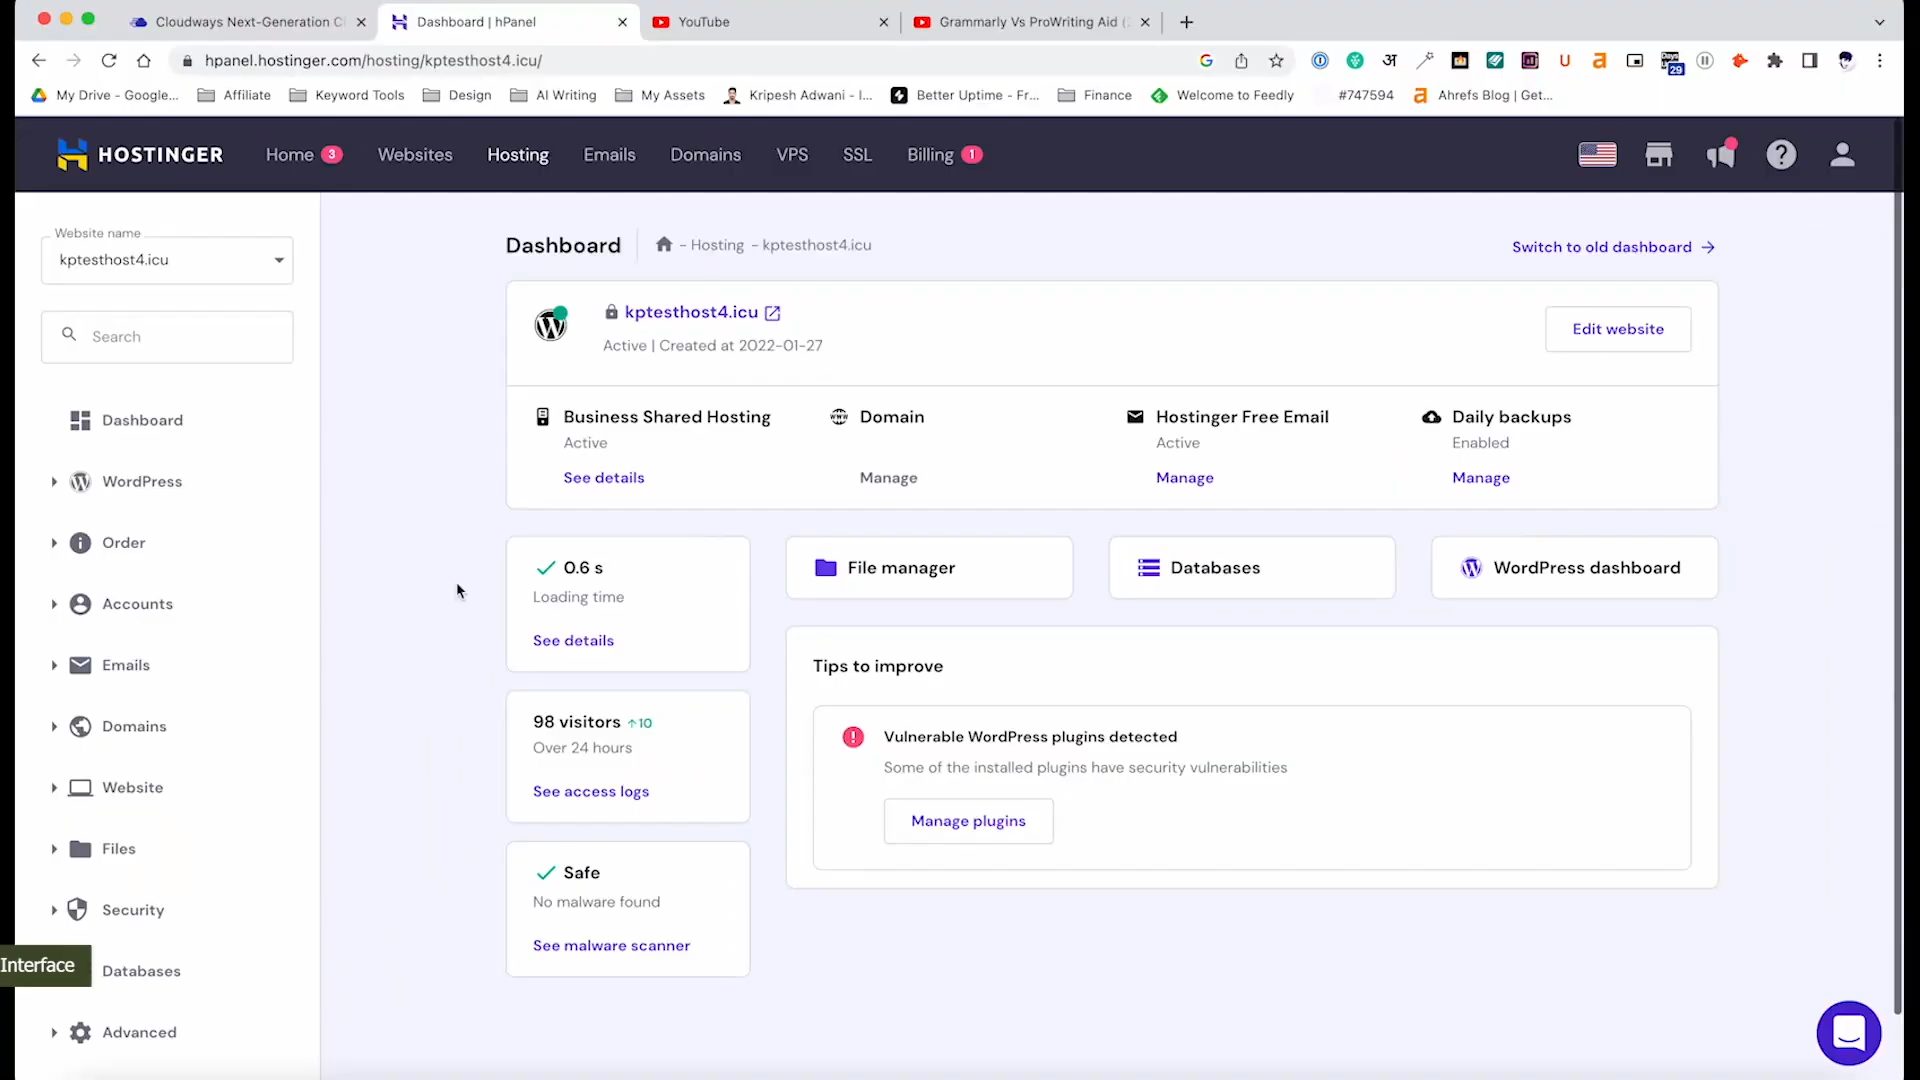 Cloudways Next-Generation C
Dashboard | hPanel
YouTube
Grammarly Vs ProWriting Aid (
hpanel.hostinger.com/hosting/kptesthost4.icu/
My Drive - Google...
Affiliate
Keyword Tools
Design
AI Writing
My Assets
Kripesh Adwani - I...
Better Uptime - Fr...
Finance
Welcome to Feedly
#747594
Ahrefs Blog | Get...
HOSTINGER
Home 3
Websites
Hosting
Emails
Domains
VPS
SSL
Billing 1
Website name
kptesthost4.icu
Search
Dashboard
WordPress
Order
Accounts
Emails
Domains
Website
Files
Security
Interface
Databases
Advanced
Dashboard
- Hosting - kptesthost4.icu
Switch to old dashboard →
kptesthost4.icu
Active | Created at 2022-01-27
Edit website
Business Shared Hosting
Active
See details
Domain
Manage
Hostinger Free Email
Active
Manage
Daily backups
Enabled
Manage
0.6 s
Loading time
See details
File manager
Databases
WordPress dashboard
98 visitors ↑10
Over 24 hours
See access logs
Tips to improve
Vulnerable WordPress plugins detected
Some of the installed plugins have security vulnerabilities
Manage plugins
Safe
No malware found
See malware scanner